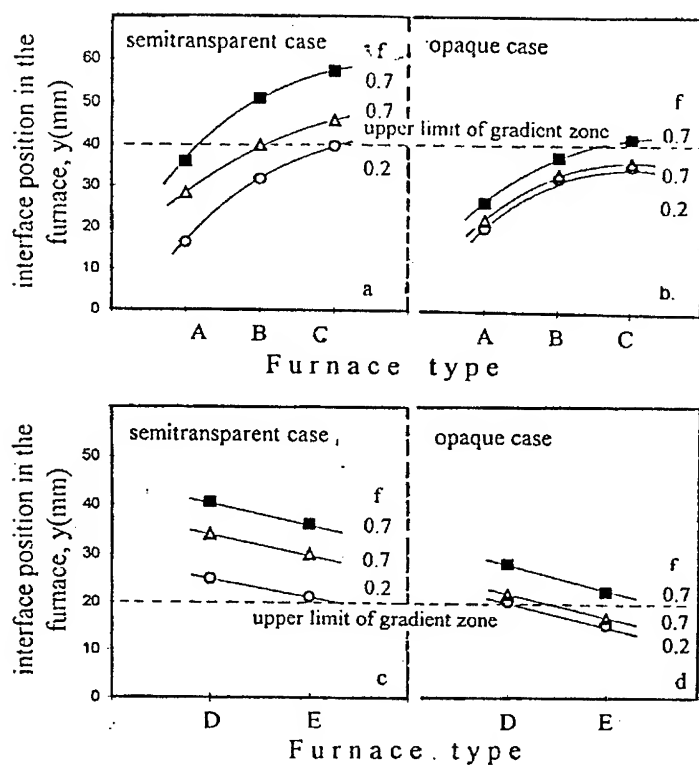 interface position in the
furnace, y(mm)
60
50
40
30
20
10
0
semitransparent case
f
0.7
0.7
0.2
upper limit of gradient zone
a
A B C
opaque case
f
0.7
0.7
0.2
b.
A B C
Furnace type
interface position in the
furnace, y(mm)
50
40
30
20
10
0
semitransparent case
f
0.7
0.7
0.2
upper limit of gradient zone
c
D E
opaque case
f
0.7
0.7
0.2
d
D E
Furnace. type